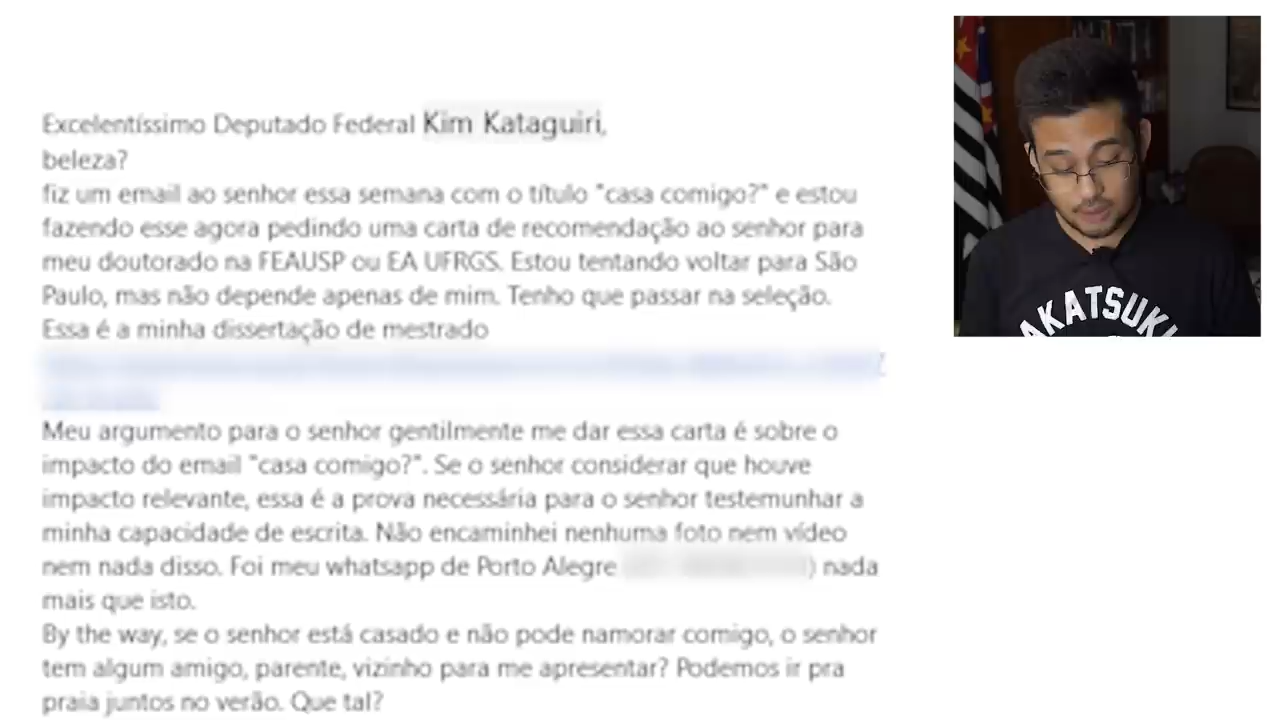 Excelentíssimo Deputado Federal Kim Kataguiri,
beleza?
fiz um email ao senhor essa semana com o título "casa comigo?" e estou
fazendo esse agora pedindo uma carta de recomendação ao senhor para
meu doutorado na FEAUSP ou EA UFRGS. Estou tentando voltar para São
Paulo, mas não depende apenas de mim. Tenho que passar na seleção.
Essa é a minha dissertação de mestrado
Meu argumento para o senhor gentilmente me dar essa carta é sobre o
impacto do email "casa comigo?". Se o senhor considerar que houve
impacto relevante, essa é a prova necessária para o senhor testemunhar a
minha capacidade de escrita. Não encaminhei nenhuma foto nem vídeo
nem nada disso. Foi meu whatsapp de Porto Alegre ) nada
mais que isto.
By the way, se o senhor está casado e não pode namorar comigo, o senhor
tem algum amigo, parente, vizinho para me apresentar? Podemos ir pra
praia juntos no verão. Que tal?
AKATSUKI